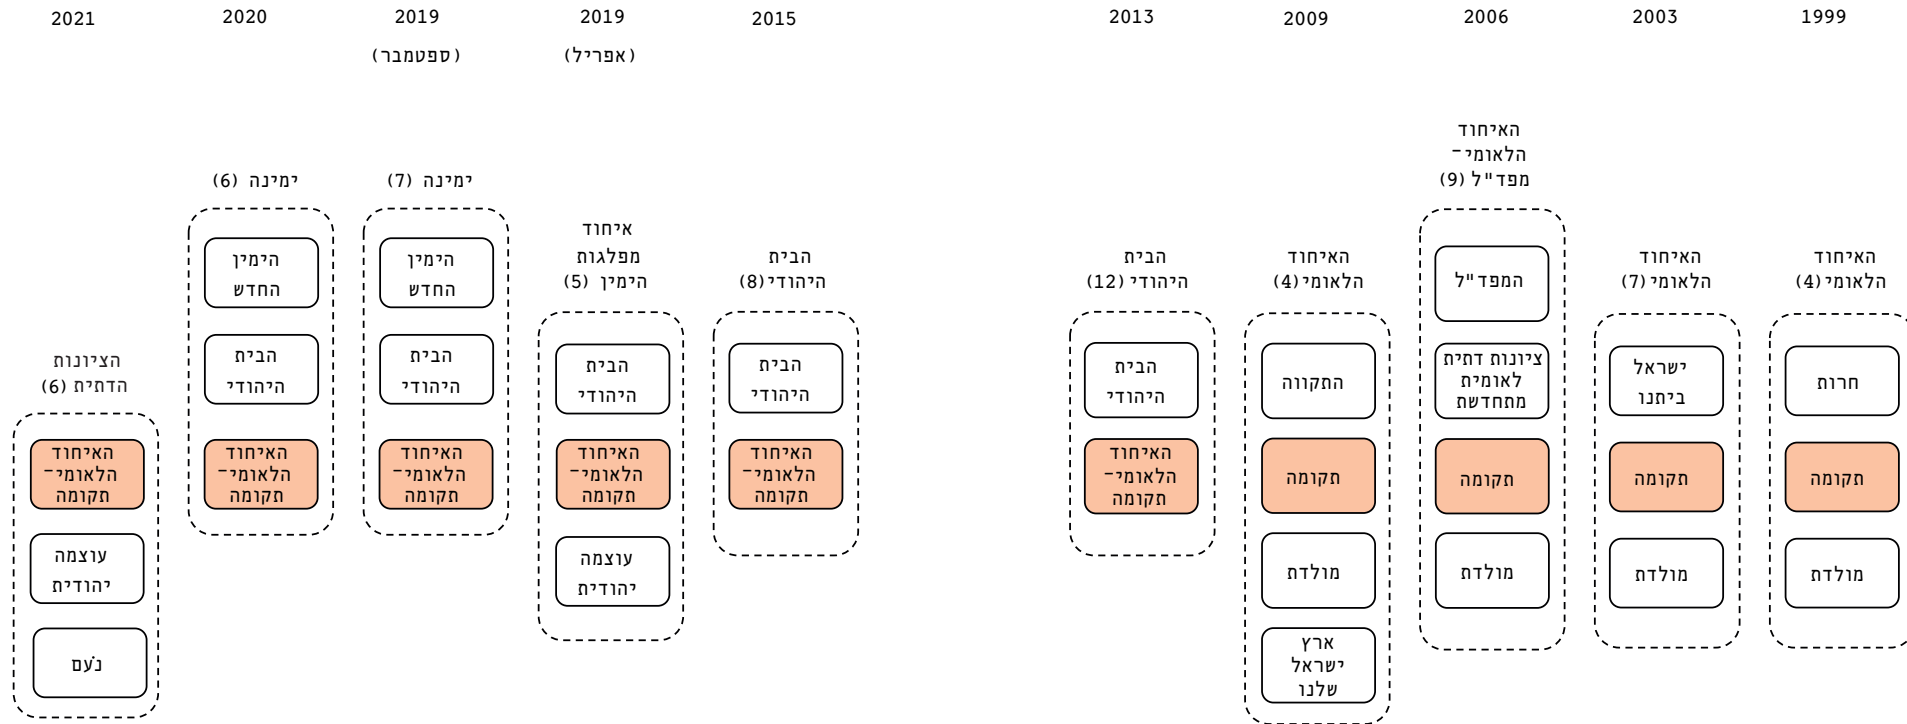 1999
האיחוד
הלאומי (4)
חרות
תקומה
מולדת
2003
האיחוד
הלאומי (7)
ישראל
ביתנו
תקומה
מולדת
2006
האיחוד
הלאומי-
מפד"ל (9)
המפד"ל
ציונות דתית
לאומית
מתחדשת
תקומה
מולדת
2009
האיחוד
הלאומי (4)
התקווה
תקומה
מולדת
ארץ
ישראל
שלנו
2013
הבית
היהודי (12)
הבית
היהודי
האיחוד
הלאומי-
תקומה
2015
הבית
היהודי (8)
הבית
היהודי
האיחוד
הלאומי-
תקומה
2019
(אפריל)
איחוד
מפלגות
הימין (5)
הבית
היהודי
האיחוד
הלאומי-
תקומה
עוצמה
יהודית
2019
(ספטמבר)
ימינה (7)
הימין
החדש
הבית
היהודי
האיחוד
הלאומי-
תקומה
2020
ימינה (6)
הימין
החדש
הבית
היהודי
האיחוד
הלאומי-
תקומה
2021
הציונות
הדתית (6)
האיחוד
הלאומי-
תקומה
עוצמה
יהודית
נֹעם